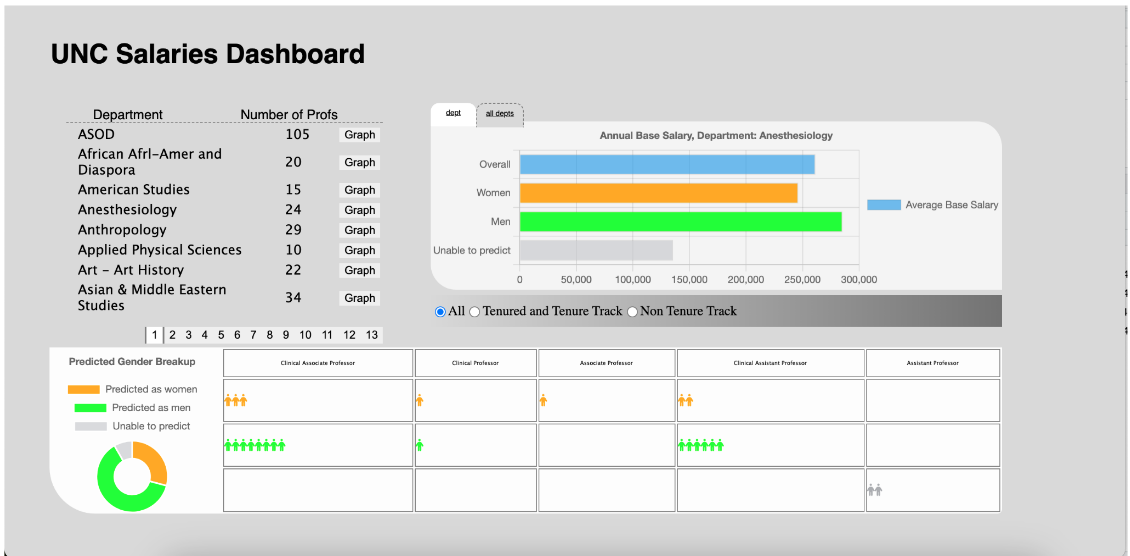 UNC Salaries Dashboard
Department Number of Profs
ASOD 105 Graph
African Afrl-Amer and
Diaspora 20 Graph
American Studies 15 Graph
Anesthesiology 24 Graph
Anthropology 29 Graph
Applied Physical Sciences 10 Graph
Art - Art History 22 Graph
Asian & Middle Eastern
Studies 34 Graph
1 2 3 4 5 6 7 8 9 10 11 12 13
dept all depts
Annual Base Salary, Department: Anesthesiology
Overall
Women
Men
Unable to predict
0 50,000 100,000 150,000 200,000 250,000 300,000
Average Base Salary
All Tenured and Tenure Track Non Tenure Track
Predicted Gender Breakup
Predicted as women
Predicted as men
Unable to predict
Clinical Associate Professor Clinical Professor Associate Professor Clinical Assistant Professor Assistant Professor